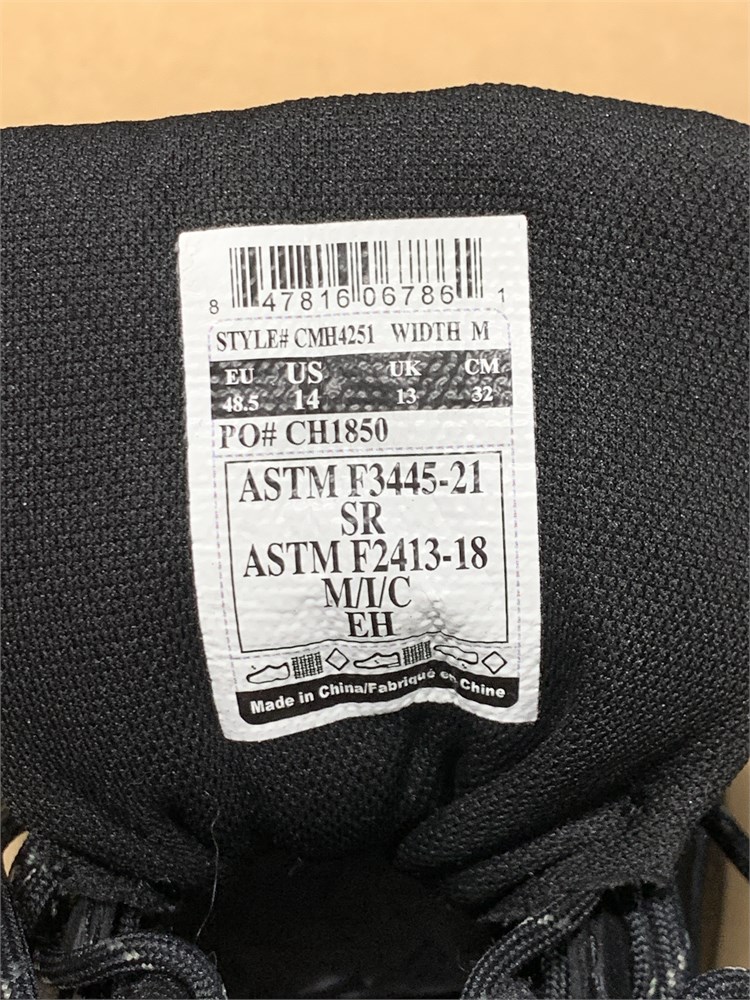 8 47816 06786 1
STYLE# CMH4251 WIDTH M
EU US UK CM
48.5 14 13 32
PO# CH1850
ASTM F3445-21
SR
ASTM F2413-18
M/I/C
EH
Made in China/Fabriqué en Chine